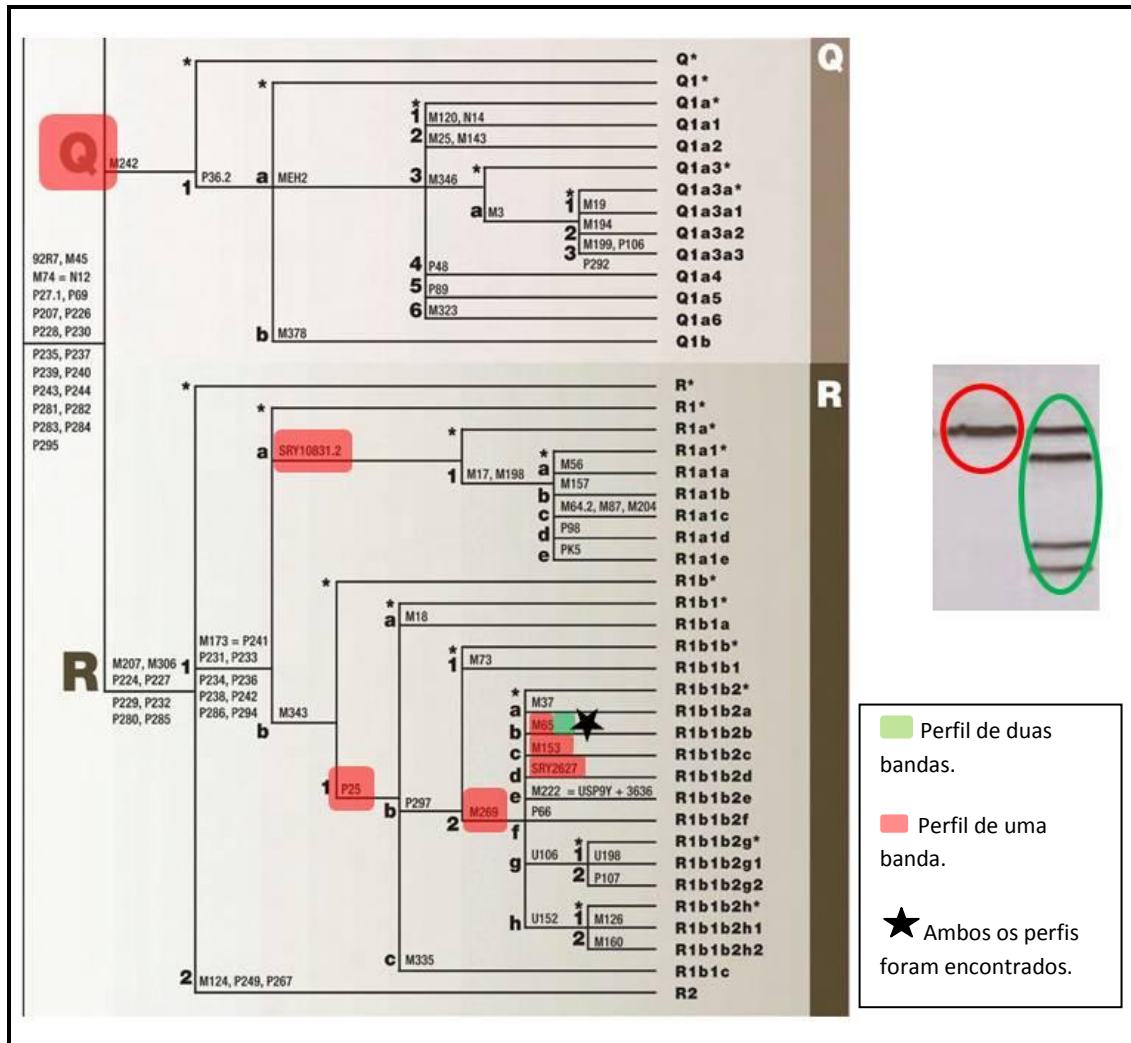 Q
* Q*
* Q1*
* Q1a*
1 M120, N14 Q1a1
2 M25, M143 Q1a2
Q
M242
1 P36.2
a MEH2
3 M346
* Q1a3*
* Q1a3a*
a M3
1 M19 Q1a3a1
2 M194 Q1a3a2
3 M199, P106 Q1a3a3
P292
4 P48 Q1a4
5 P89 Q1a5
6 M323 Q1a6
b M378 Q1b
92R7, M45
M74 = N12
P27.1, P69
P207, P226
P228, P230
P235, P237
P239, P240
P243, P244
P281, P282
P283, P284
P295
R
* R*
* R1*
* R1a*
a SRY10831.2
1 M17, M198
* R1a1*
a M56 R1a1a
b M157 R1a1b
c M64.2, M87, M204 R1a1c
d P98 R1a1d
e PK5 R1a1e
* R1b*
* R1b1*
a M18 R1b1a
R
M207, M306
P224, P227
P229, P232
P280, P285
1 M173 = P241
P231, P233
P234, P236
P238, P242
P286, P294
b M343
1 P25
b P297
* R1b1b*
1 M73 R1b1b1
2 M269
* R1b1b2*
a M37 R1b1b2a
b M65 R1b1b2b
c M153 R1b1b2c
d SRY2627 R1b1b2d
e M222 = USP9Y + 3636 R1b1b2e
f P66 R1b1b2f
g U106
* R1b1b2g*
1 U198 R1b1b2g1
2 P107 R1b1b2g2
h U152
* R1b1b2h*
1 M126 R1b1b2h1
2 M160 R1b1b2h2
c M335 R1b1c
2 M124, P249, P267 R2
Perfil de duas
bandas.
Perfil de uma
banda.
Ambos os perfis
foram encontrados.